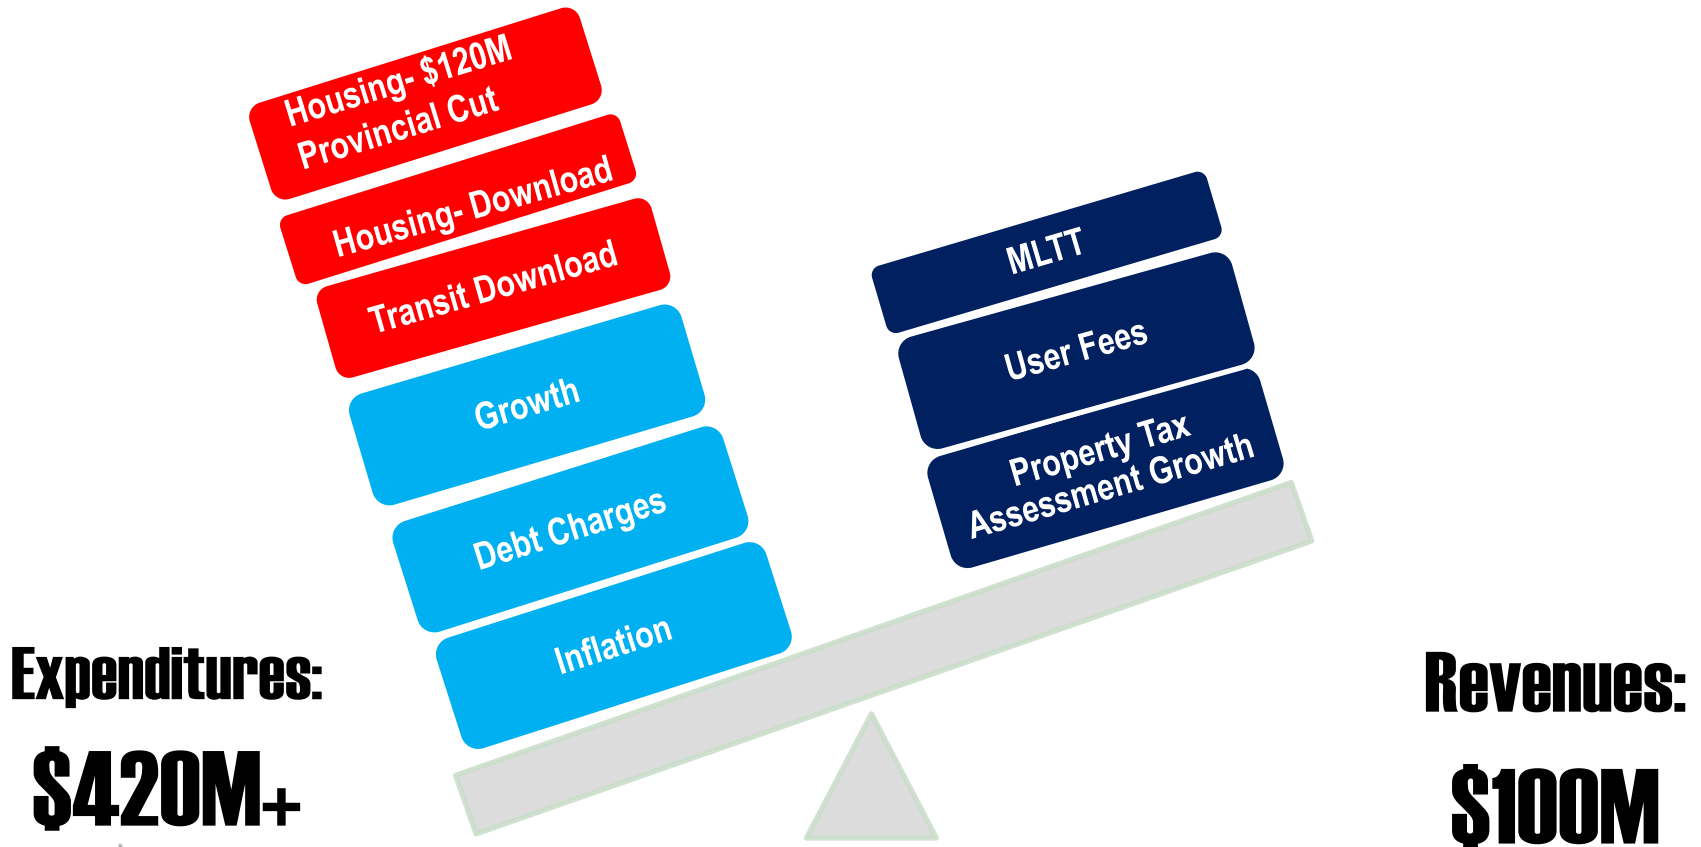 Housing- $120M
Provincial Cut
Housing- Download
Transit Download
Growth
Debt Charges
Inflation
MLTT
User Fees
Property Tax
Assessment Growth
Expenditures:
$420M+
Revenues:
$100M